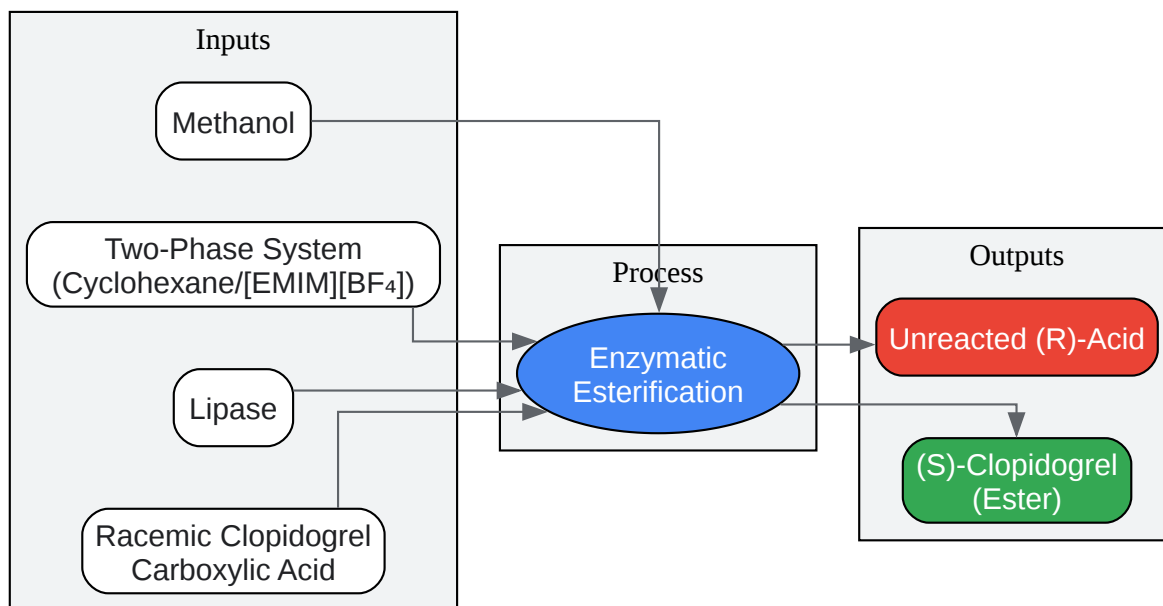 Inputs
Methanol
Two-Phase System
(Cyclohexane/[EMIM][BF₄])
Lipase
Racemic Clopidogrel
Carboxylic Acid
Process
Enzymatic
Esterification
Outputs
Unreacted (R)-Acid
(S)-Clopidogrel
(Ester)